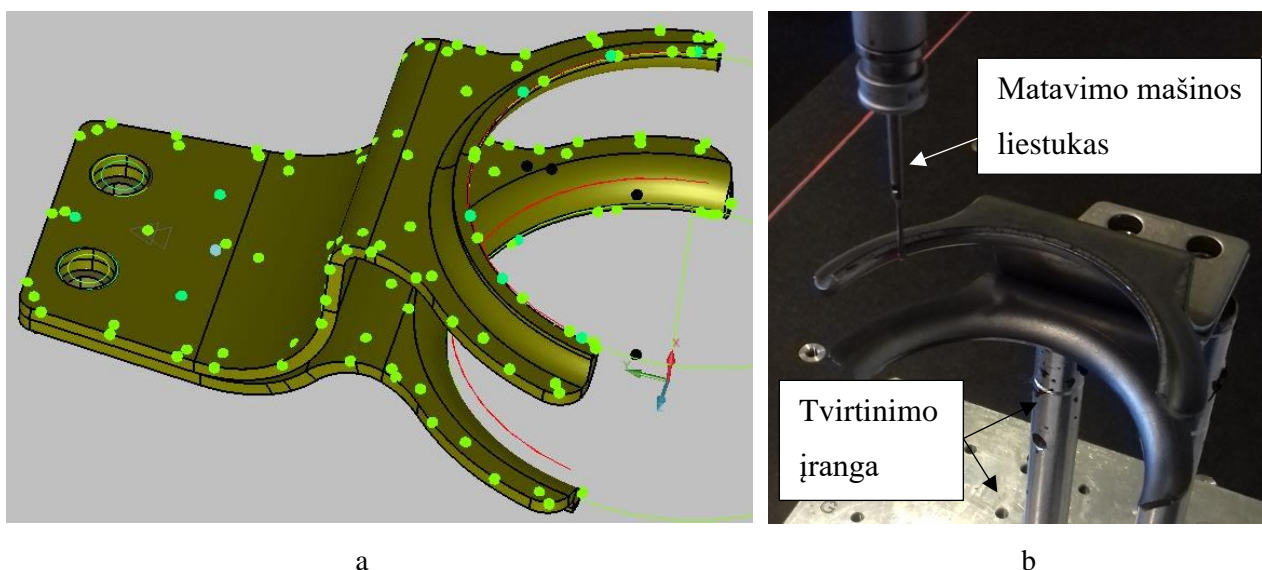 Matavimo mašinos
liestukas
Tvirtinimo
įranga
a
b